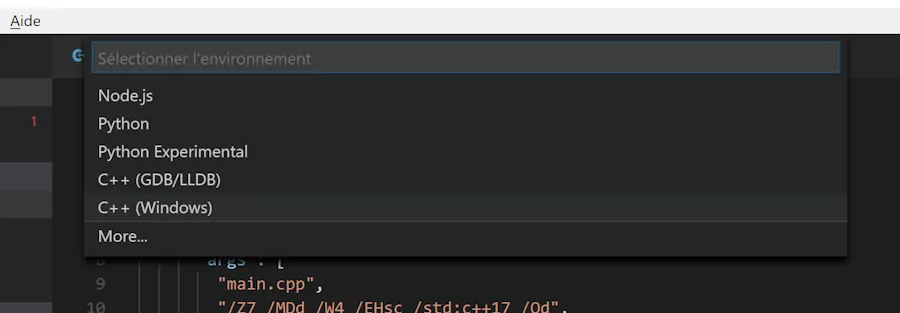 Aide
Sélectionner l'environnement
Node.js
Python
1
Python Experimental
C++ (GDB/LLDB)
C++ (Windows)
More...
8 "args": [
9 "main.cpp",
10 "/Z7 /MDd /W4 /EHsc /std:c++17 /Od",